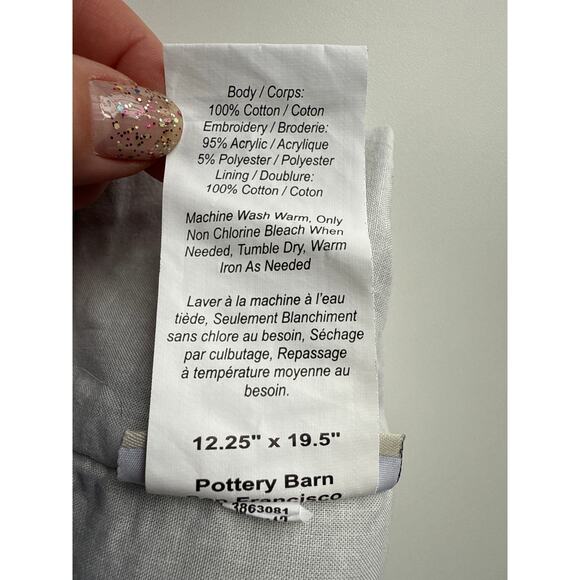 Body / Corps:
100% Cotton / Coton
Embroidery / Broderie:
95% Acrylic / Acrylique
5% Polyester / Polyester
Lining / Doublure:
100% Cotton / Coton
Machine Wash Warm, Only
Non Chlorine Bleach When
Needed, Tumble Dry, Warm
Iron As Needed
Laver à la machine à l'eau
tiède, Seulement Blanchiment
sans chlore au besoin, Séchage
par culbutage, Repassage
à température moyenne au
besoin.
12.25" x 19.5"
Pottery Barn
San Francisco
3863081